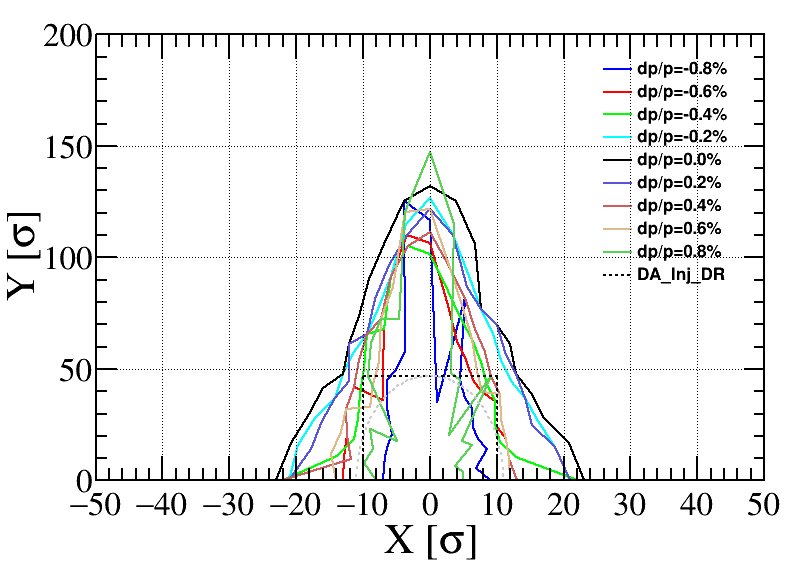 200
150
100
50
0
Y [σ]
dp/p=-0.8%
dp/p=-0.6%
dp/p=-0.4%
dp/p=-0.2%
dp/p=0.0%
dp/p=0.2%
dp/p=0.4%
dp/p=0.6%
dp/p=0.8%
DA_Inj_DR
−50 −40 −30 −20 −10 0 10 20 30 40 50
X [σ]